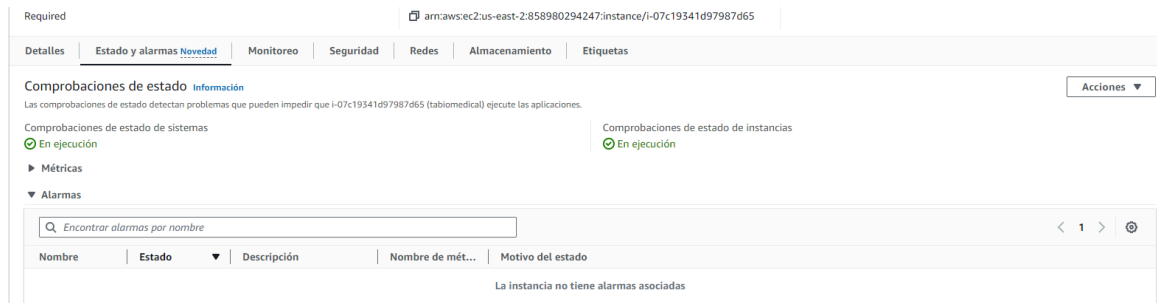 Required
arn:aws:ec2:us-east-2:858980294247:instance/i-07c19341d97987d65
Detalles
Estado y alarmas Novedad
Monitoreo
Seguridad
Redes
Almacenamiento
Etiquetas
Comprobaciones de estado Información
Acciones
Las comprobaciones de estado detectan problemas que pueden impedir que i-07c19341d97987d65 (tabiomedical) ejecute las aplicaciones.
Comprobaciones de estado de sistemas
En ejecución
Comprobaciones de estado de instancias
En ejecución
Métricas
Alarmas
Encontrar alarmas por nombre
1
Nombre
Estado
Descripción
Nombre de mét...
Motivo del estado
La instancia no tiene alarmas asociadas